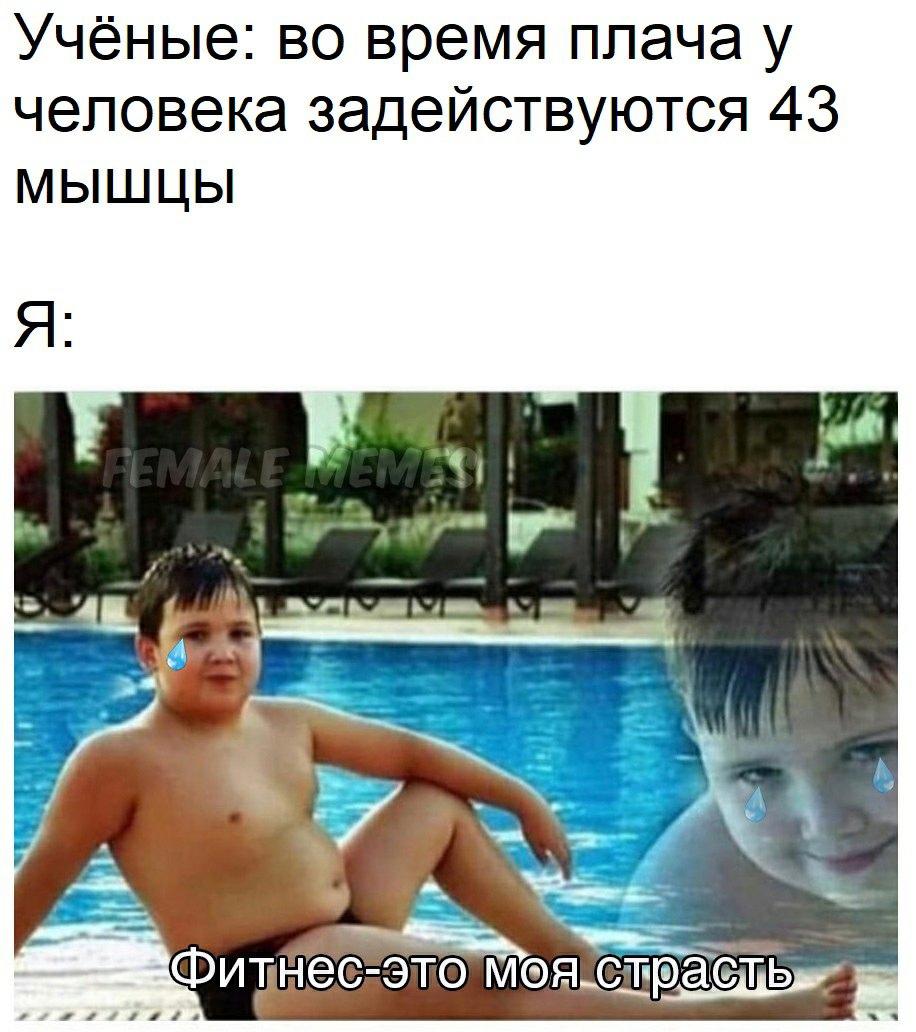 Учёные: во время плача у
человека задействуются 43
мышцы
Я:
FEMALE MEMES
Фитнес-это моя страсть